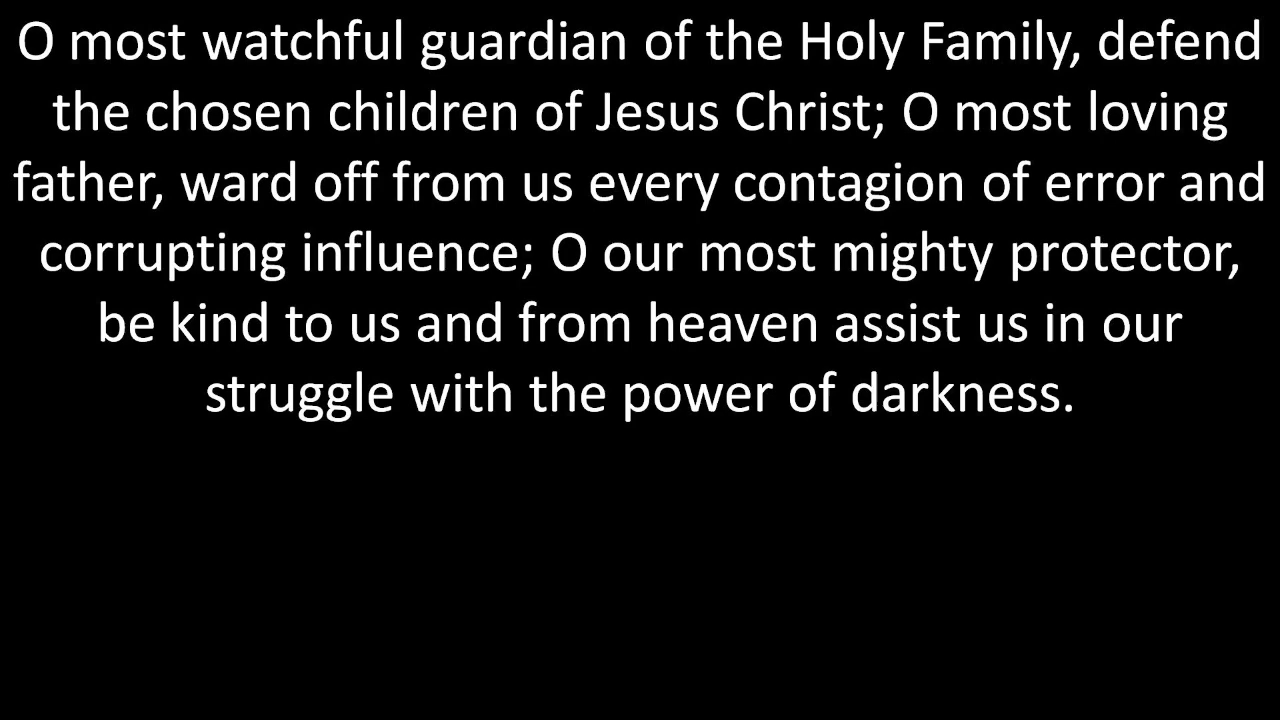 O most watchful guardian of the Holy Family, defend
the chosen children of Jesus Christ; O most loving
father, ward off from us every contagion of error and
corrupting influence; O our most mighty protector,
be kind to us and from heaven assist us in our
struggle with the power of darkness.